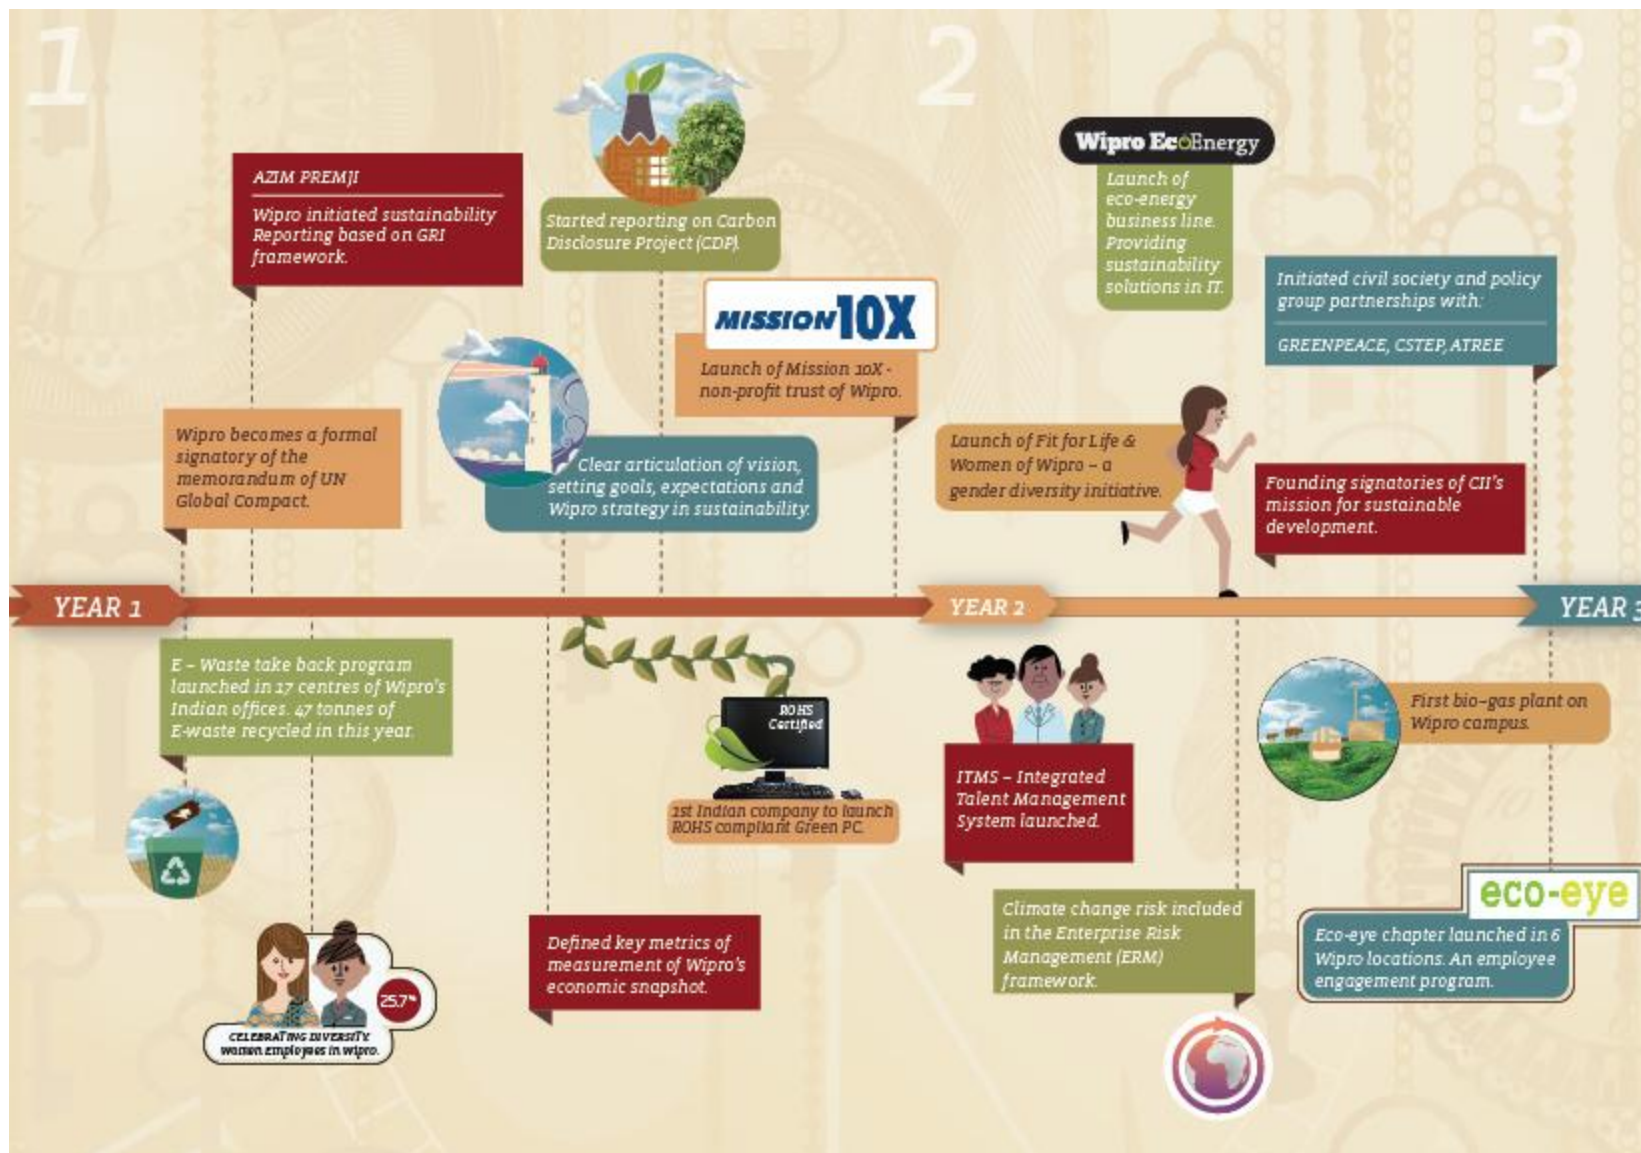 1
2
3
AZIM PREMJI
Wipro initiated sustainability
Reporting based on GRI
framework.
Started reporting on Carbon
Disclosure Project (CDP).
MISSION10X
Launch of Mission 10X -
non-profit trust of Wipro.
Wipro becomes a formal
signatory of the
memorandum of UN
Global Compact.
Clear articulation of vision,
setting goals, expectations and
Wipro strategy in sustainability.
Wipro EcoEnergy
Launch of
eco-energy
business line.
Providing
sustainability
solutions in IT.
Initiated civil society and policy
group partnerships with:
GREENPEACE, CSTEP, ATREE
Launch of Fit for Life &
Women of Wipro – a
gender diversity initiative.
Founding signatories of CII's
mission for sustainable
development.
YEAR 1
YEAR 2
YEAR 3
E – Waste take back program
launched in 17 centres of Wipro's
Indian offices. 47 tonnes of
E-waste recycled in this year.
25.7%
CELEBRATING DIVERSITY
women employees in wipro.
Defined key metrics of
measurement of Wipro's
economic snapshot.
ROHS
Certified
1st Indian company to launch
ROHS compliant Green PC.
ITMS – Integrated
Talent Management
System launched.
Climate change risk included
in the Enterprise Risk
Management (ERM)
framework.
First bio-gas plant on
Wipro campus.
eco-eye
Eco-eye chapter launched in 6
Wipro locations. An employee
engagement program.